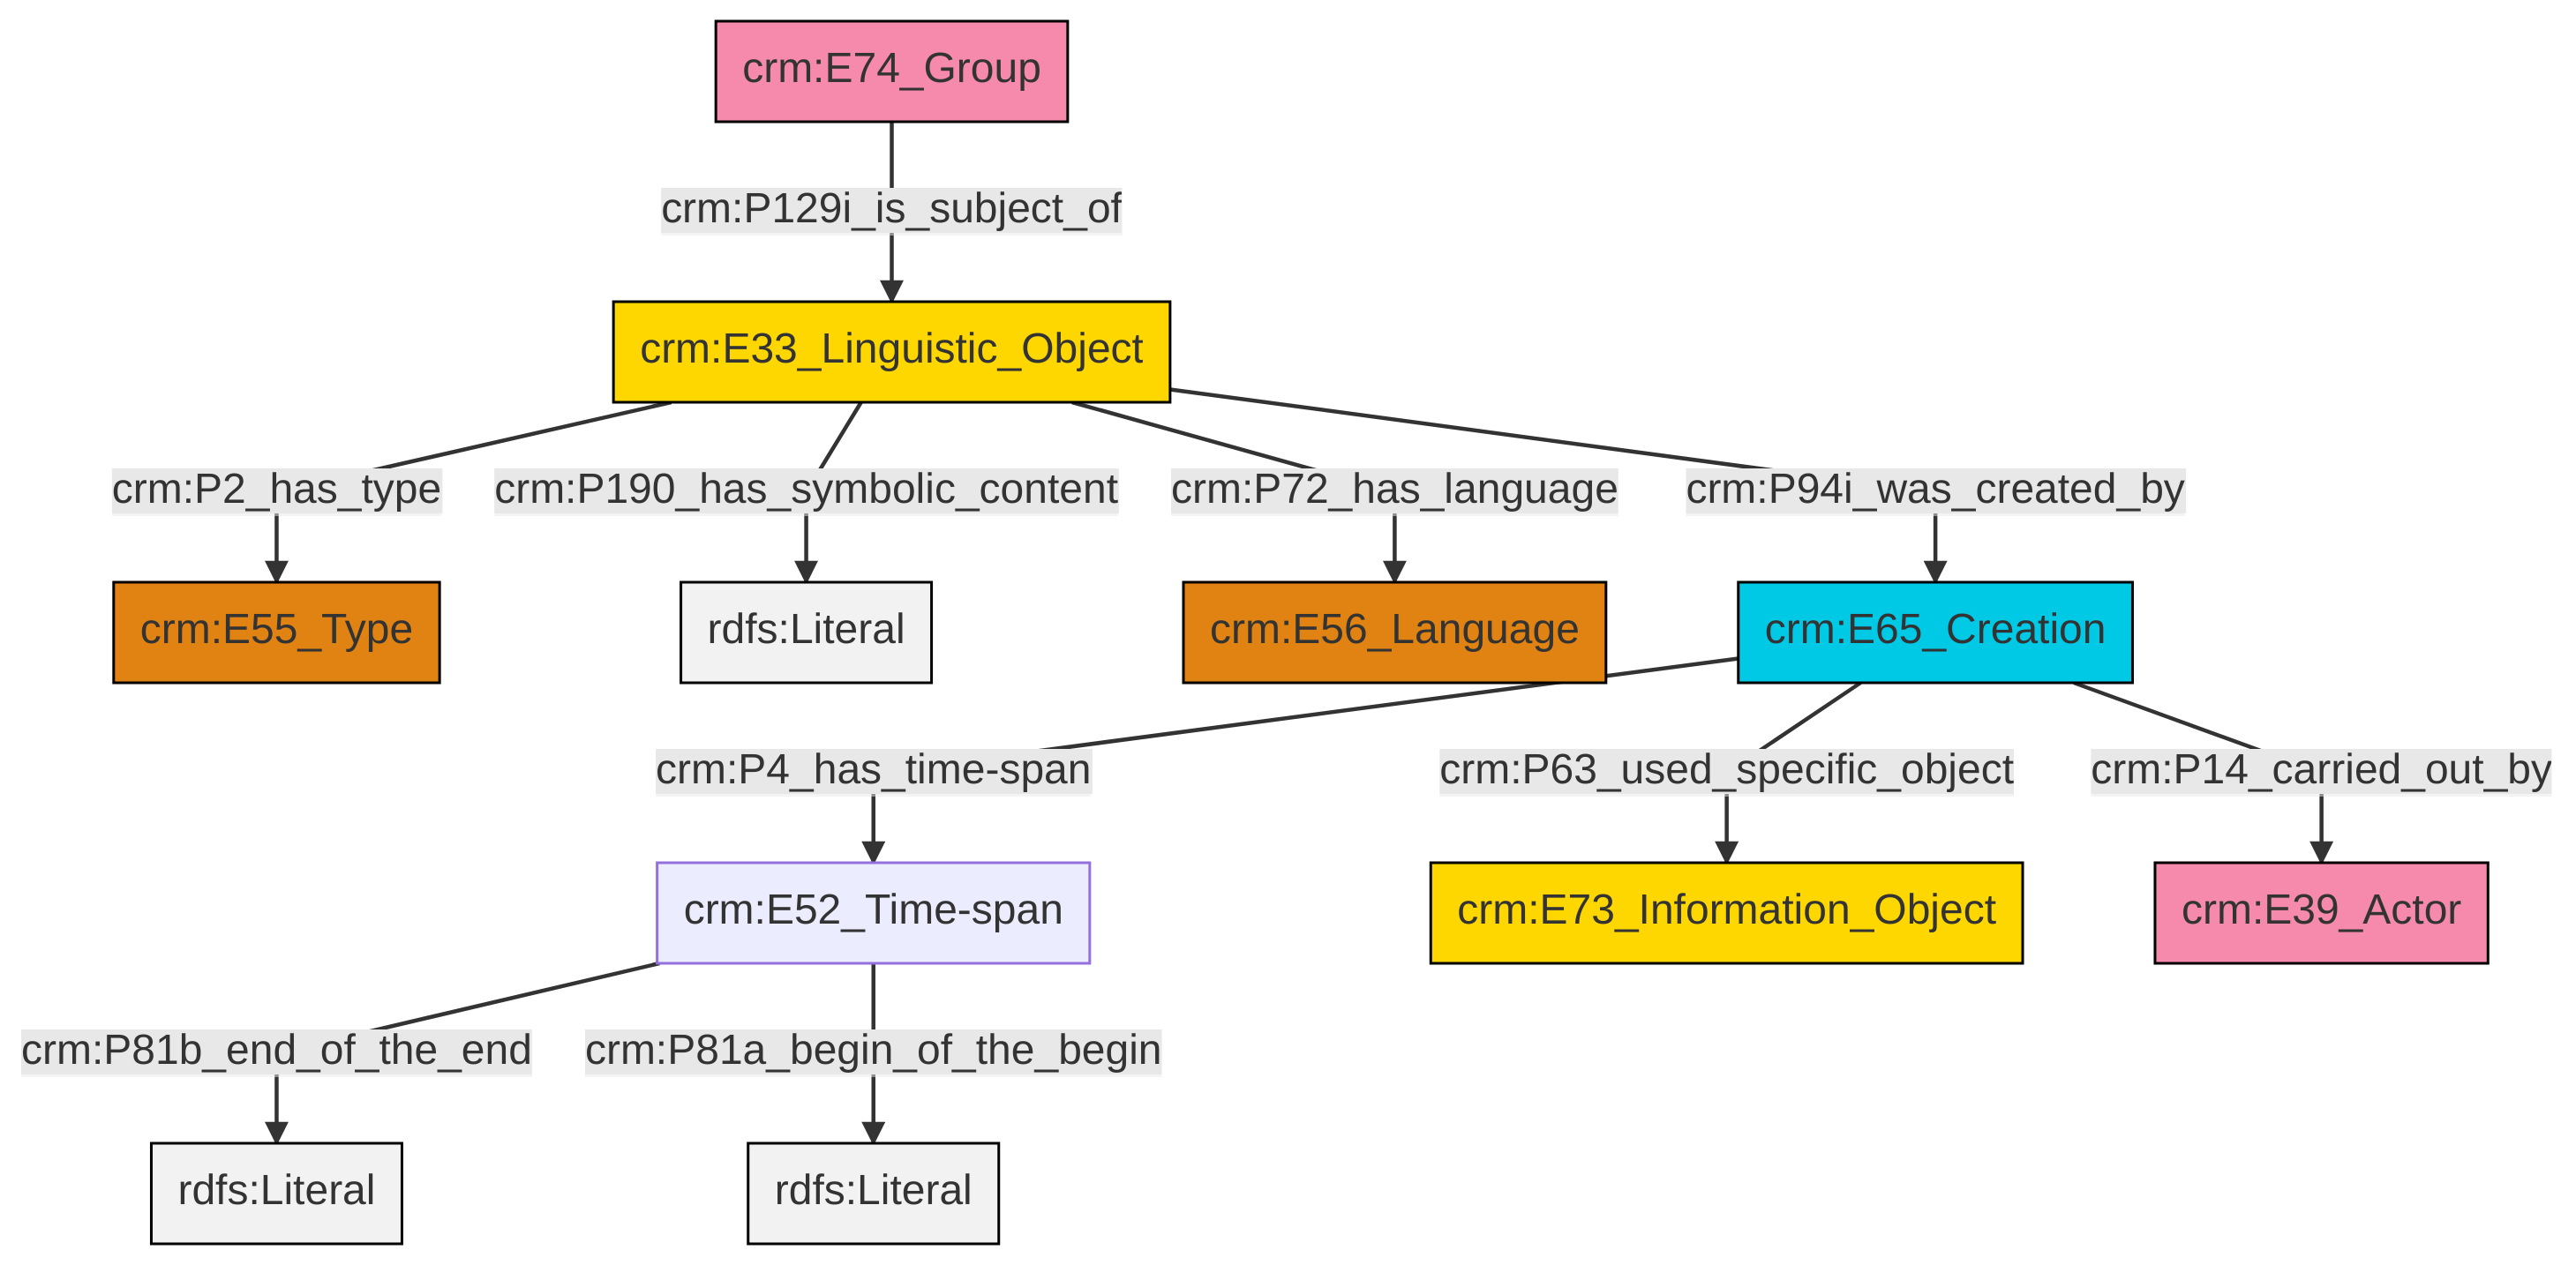 crm:E74_Group
crm:P129i_is_subject_of
crm:E33_Linguistic_Object
crm:P2_has_type
crm:P190_has_symbolic_content
crm:P72_has_language
crm:P94i_was_created_by
crm:E55_Type
rdfs:Literal
crm:E56_Language
crm:E65_Creation
crm:P4_has_time-span
crm:P63_used_specific_object
crm:P14_carried_out_by
crm:E52_Time-span
crm:E73_Information_Object
crm:E39_Actor
crm:P81b_end_of_the_end
crm:P81a_begin_of_the_begin
rdfs:Literal
rdfs:Literal